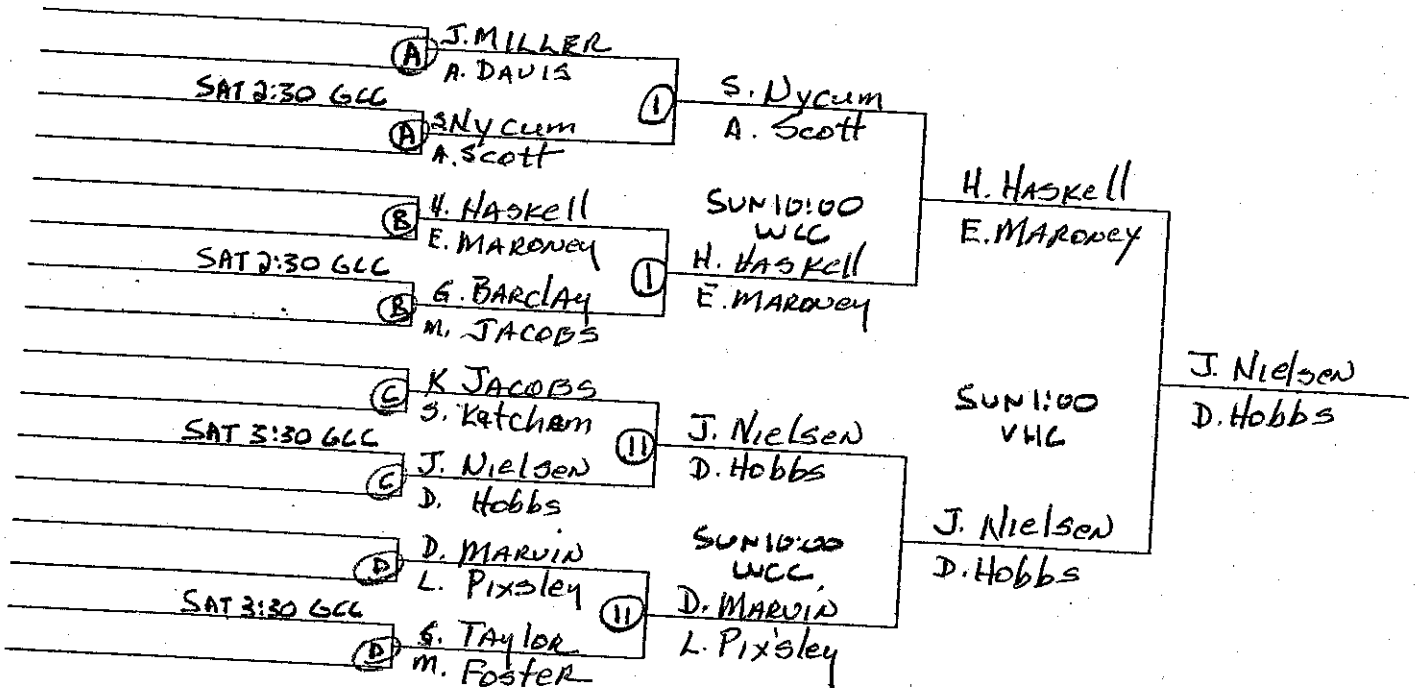 J. MILLER
A
A. DAVIS
SAT 2:30 GCC
I
S. Nycum
A. Scott
A
S Nycum
A. Scott
H. HASKell
E. MARONEY
B
H. HASKell
E. MARONEY
SUN 10:00
WCC
SAT 2:30 GCC
I
H. HASKell
E. MARONEY
B
G. BARClAY
M. JACOBS
J. NIelsen
D. Hobbs
C
K JACOBS
S. Ketcham
SUN 1:00
VHC
SAT 3:30 GCC
II
J. NIelsen
D. Hobbs
C
J. NIelsen
D. Hobbs
J. NIelsen
D. Hobbs
D
D. MARVIN
L. PIxsley
SUN 10:00
WCC
SAT 3:30 GCC
II
D. MARVIN
L. PIxsley
D
S. TAYlOR
M. FOSTER